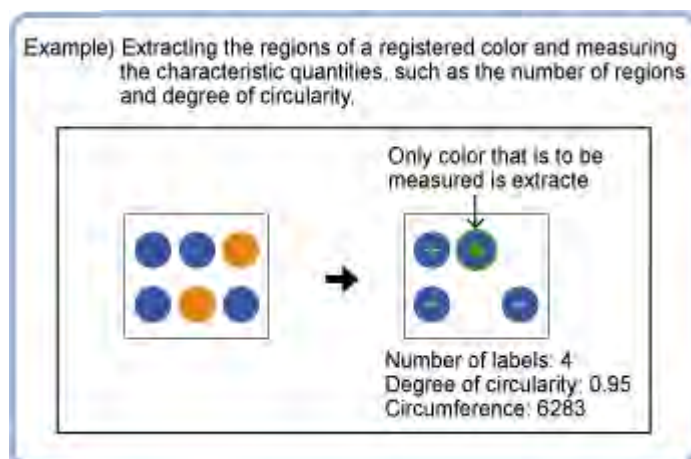 Example) Extracting the regions of a registered color and measuring
the characteristic quantities, such as the number of regions
and degree of circularity.
Only color that is to be
measured is extracte
Number of labels: 4
Degree of circularity: 0.95
Circumference: 6283